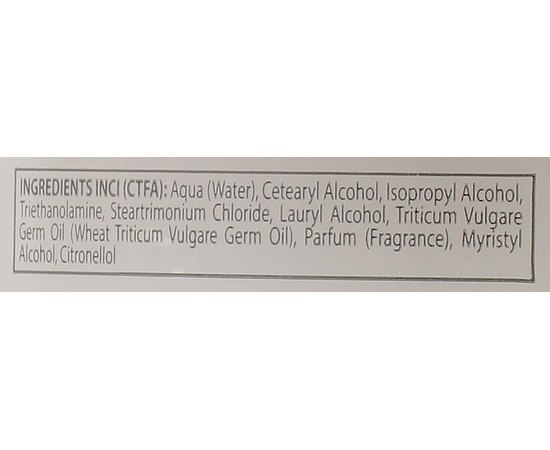 INGREDIENTS INCI (CTFA): Aqua (Water), Cetearyl Alcohol, Isopropyl Alcohol,
Triethanolamine, Steartrimonium Chloride, Lauryl Alcohol, Triticum Vulgare
Germ Oil (Wheat Triticum Vulgare Germ Oil), Parfum (Fragrance), Myristyl
Alcohol, Citronellol